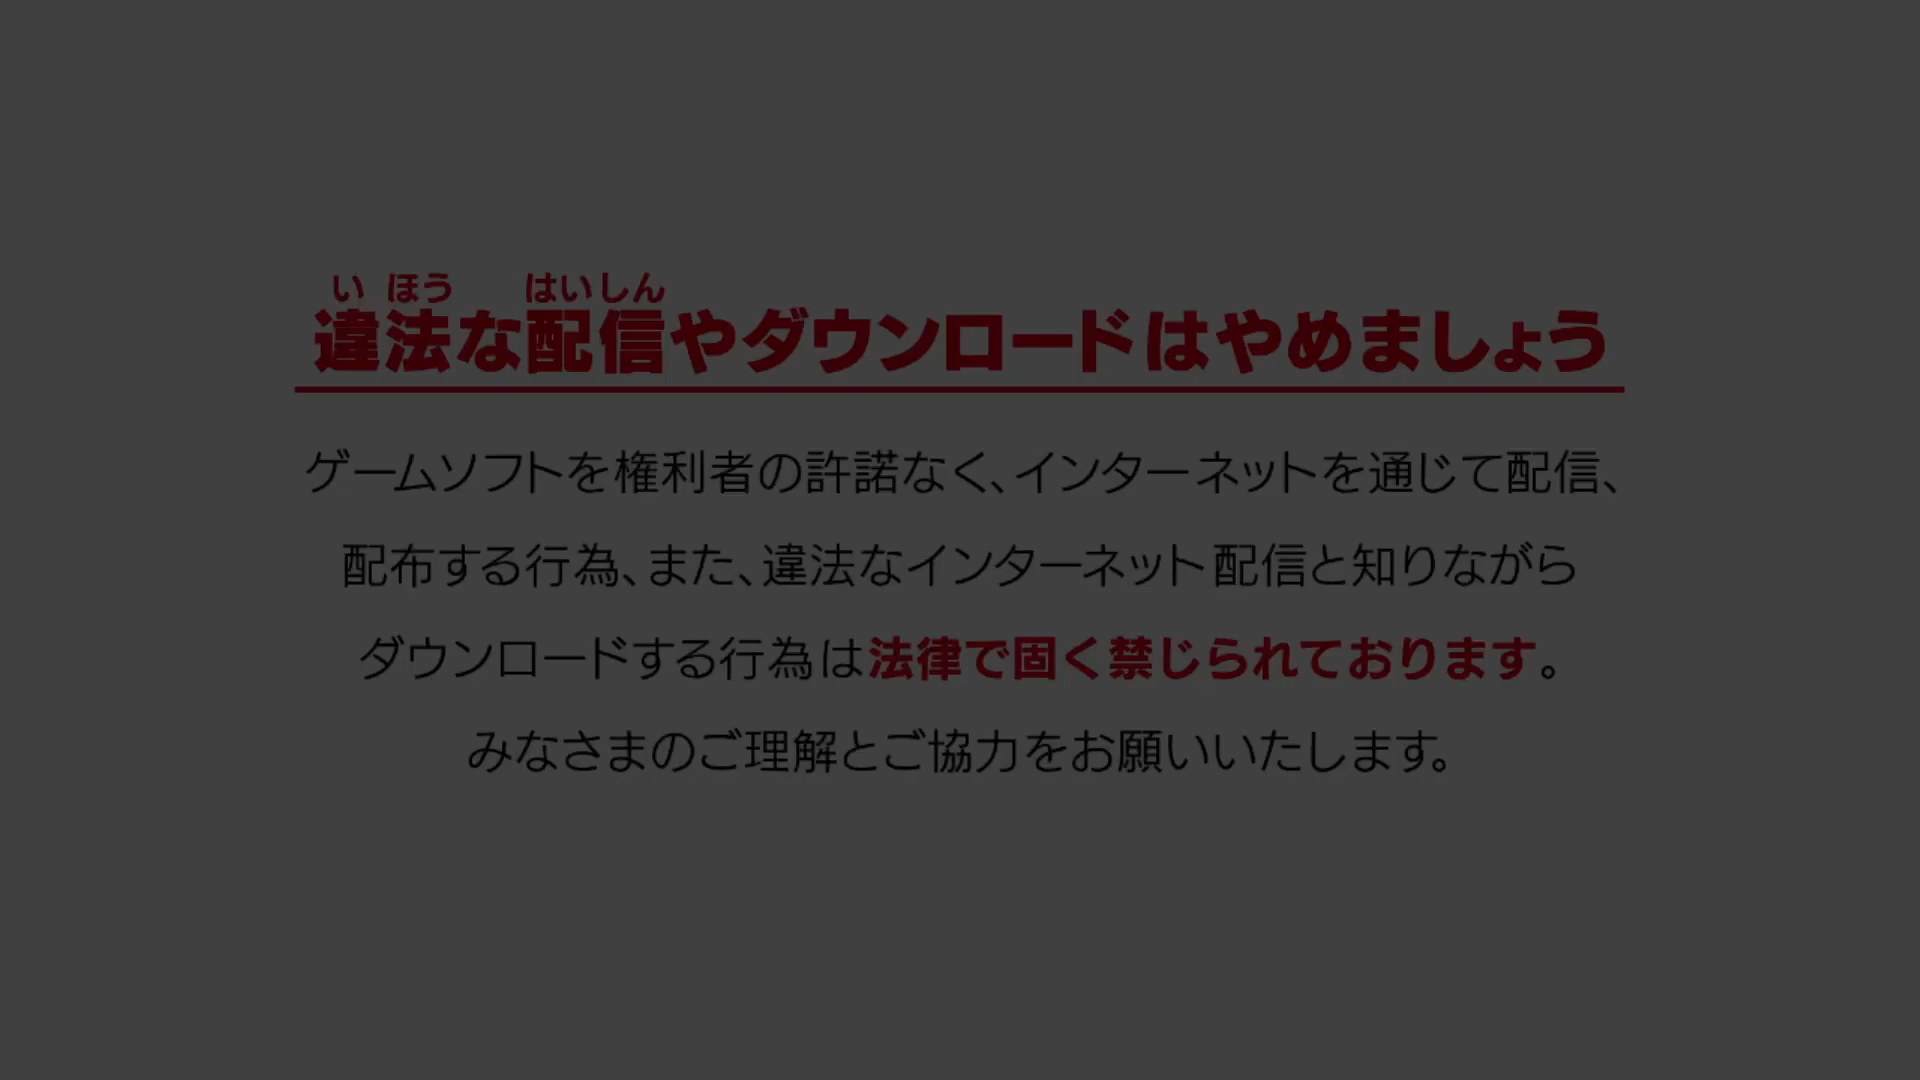 い ほう はいしん
違法な配信やダウンロードはやめましょう
ゲームソフトを権利者の許諾なく、インターネットを通じて配信、
配布する行為、また、違法なインターネット配信と知りながら
ダウンロードする行為は法律で固く禁じられております。
みなさまのご理解とご協力をお願いいたします。